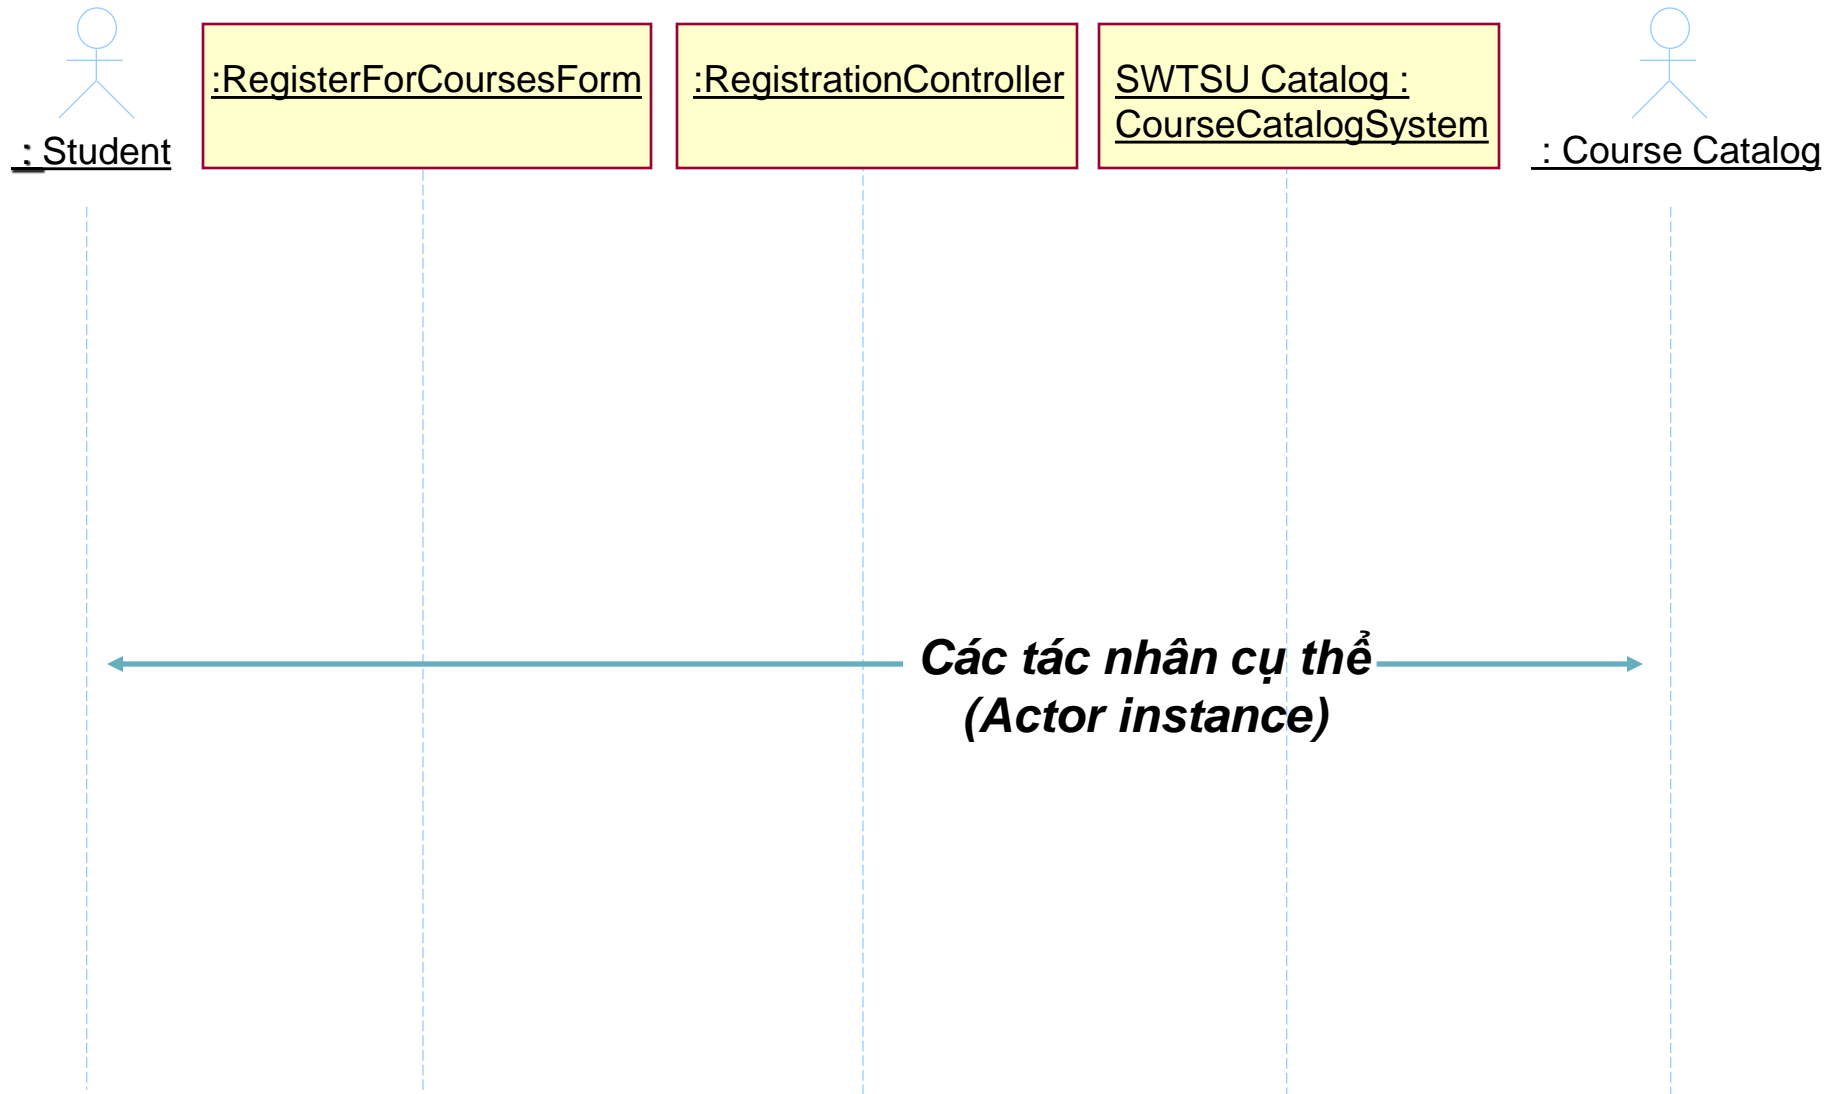 :RegisterForCoursesForm
:RegistrationController
SWTSU Catalog :
CourseCatalogSystem
: Student
: Course Catalog
Các tác nhân cụ thể
(Actor instance)